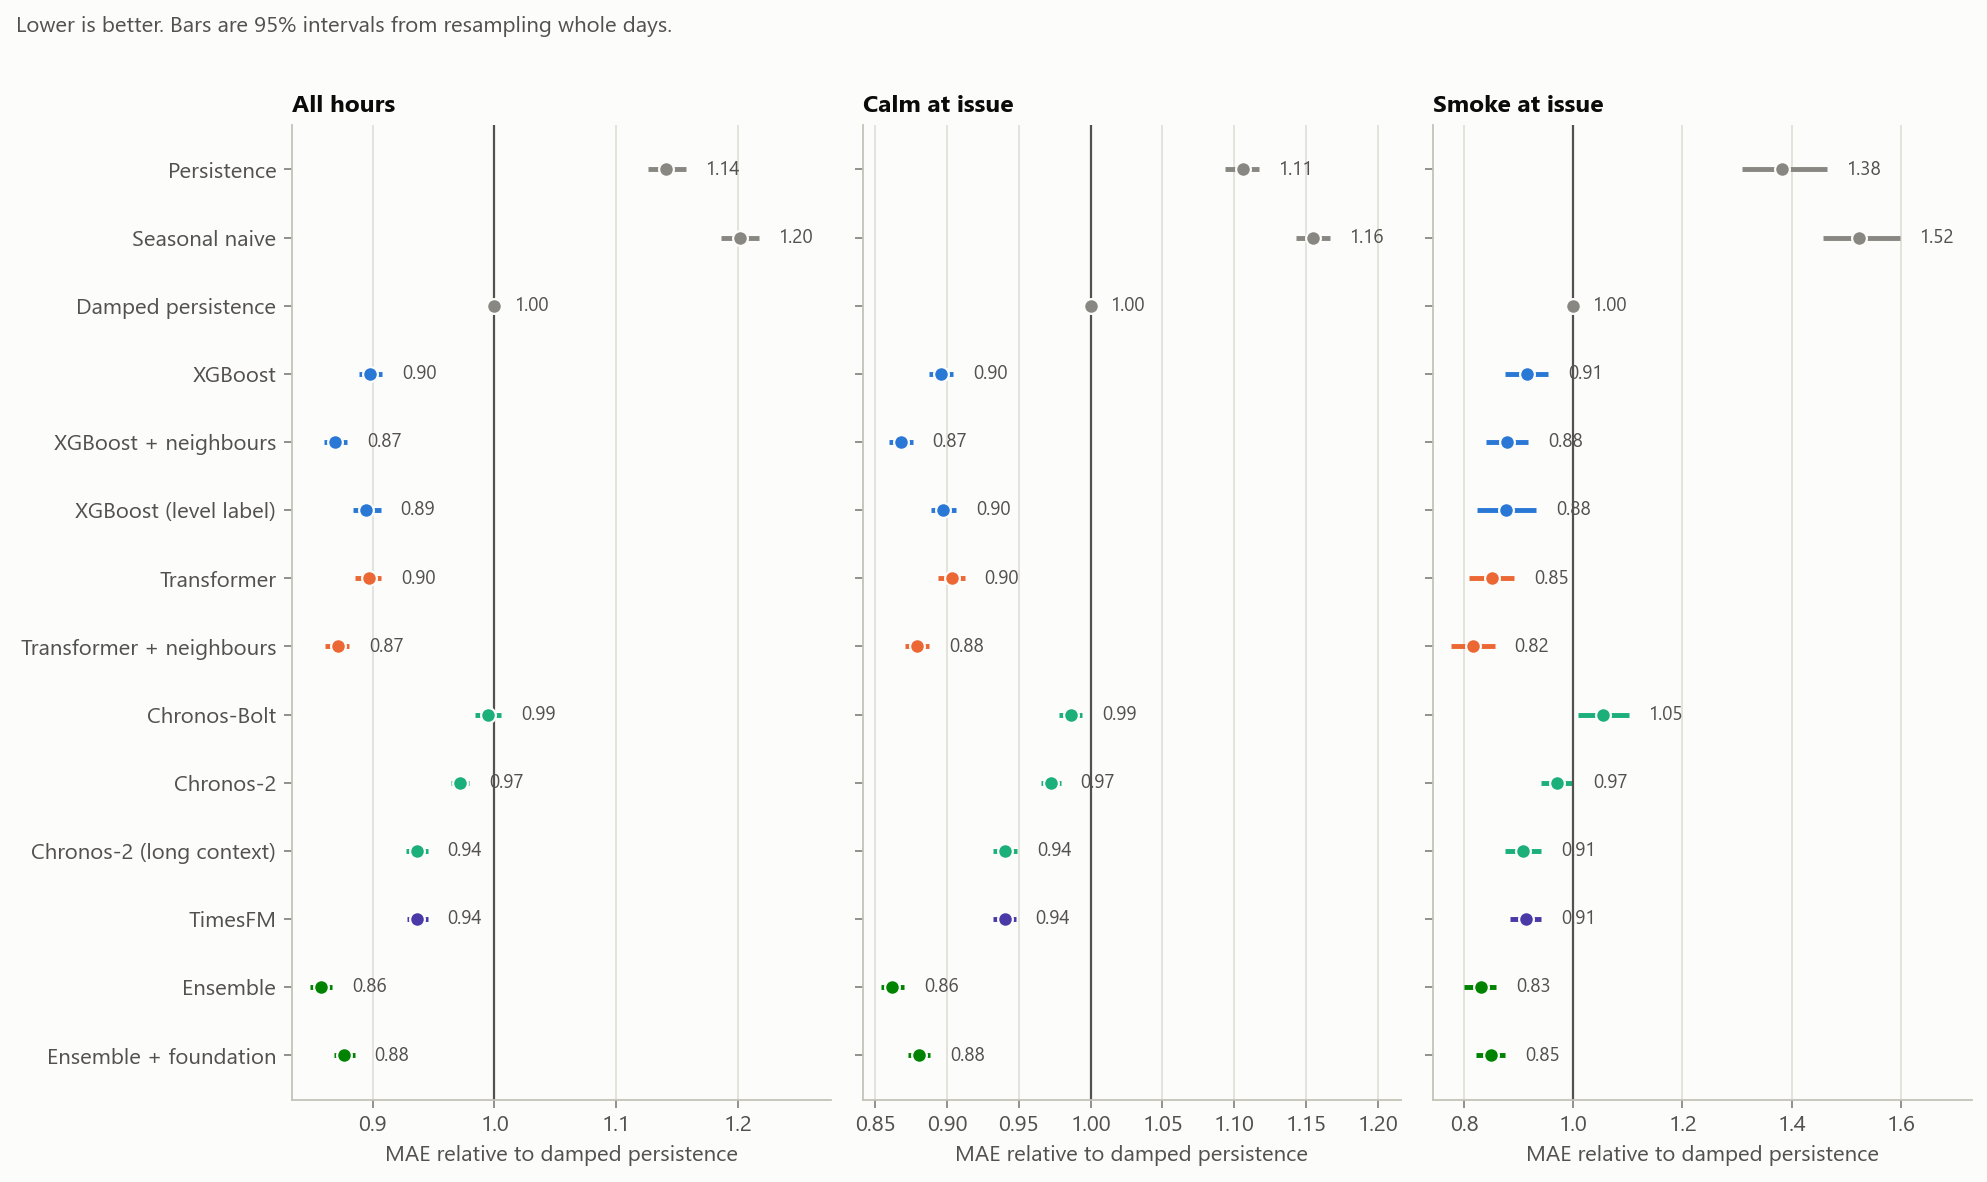 Lower is better. Bars are 95% intervals from resampling whole days.
All hours
Calm at issue
Smoke at issue
Persistence 1.14 1.11 1.38
Seasonal naive 1.20 1.16 1.52
Damped persistence 1.00 1.00 1.00
XGBoost 0.90 0.90 0.91
XGBoost + neighbours 0.87 0.87 0.88
XGBoost (level label) 0.89 0.90 0.88
Transformer 0.90 0.90 0.85
Transformer + neighbours 0.87 0.88 0.82
Chronos-Bolt 0.99 0.99 1.05
Chronos-2 0.97 0.97 0.97
Chronos-2 (long context) 0.94 0.94 0.91
TimesFM 0.94 0.94 0.91
Ensemble 0.86 0.86 0.83
Ensemble + foundation 0.88 0.88 0.85
0.9 1.0 1.1 1.2
MAE relative to damped persistence
0.85 0.90 0.95 1.00 1.05 1.10 1.15 1.20
MAE relative to damped persistence
0.8 1.0 1.2 1.4 1.6
MAE relative to damped persistence